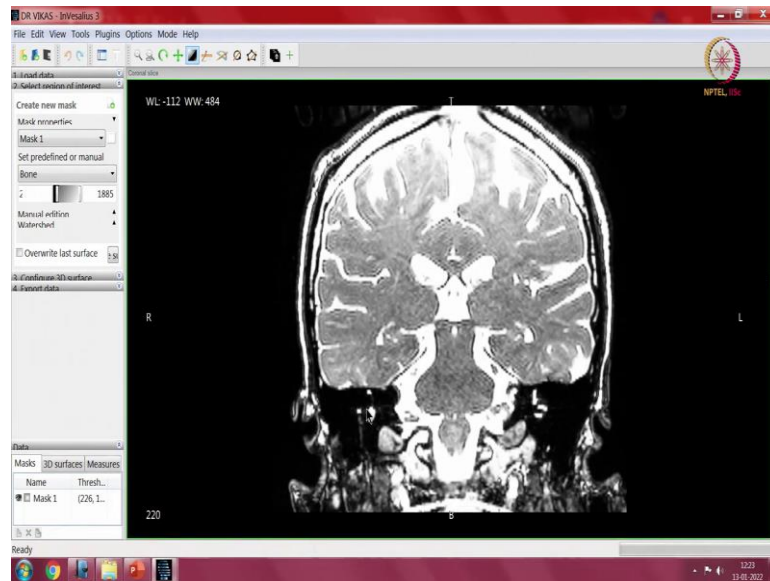 DR VIKAS - InVesalius 3
File Edit View Tools Plugins Options Mode Help
NPTEL, IISc
1. Load data
2. Select region of interest
Coronal slice
Create new mask
Mask properties
Mask 1
Set predefined or manual
Bone
1885
Manual edition
Watershed
Overwrite last surface
3. Configure 3D surface
4. Export data
WL: -112 WW: 484
T
R
L
220
B
Data
Masks 3D surfaces Measures
Name Thresh..
Mask 1 (226, 1..
Ready
12:23
13-01-2022